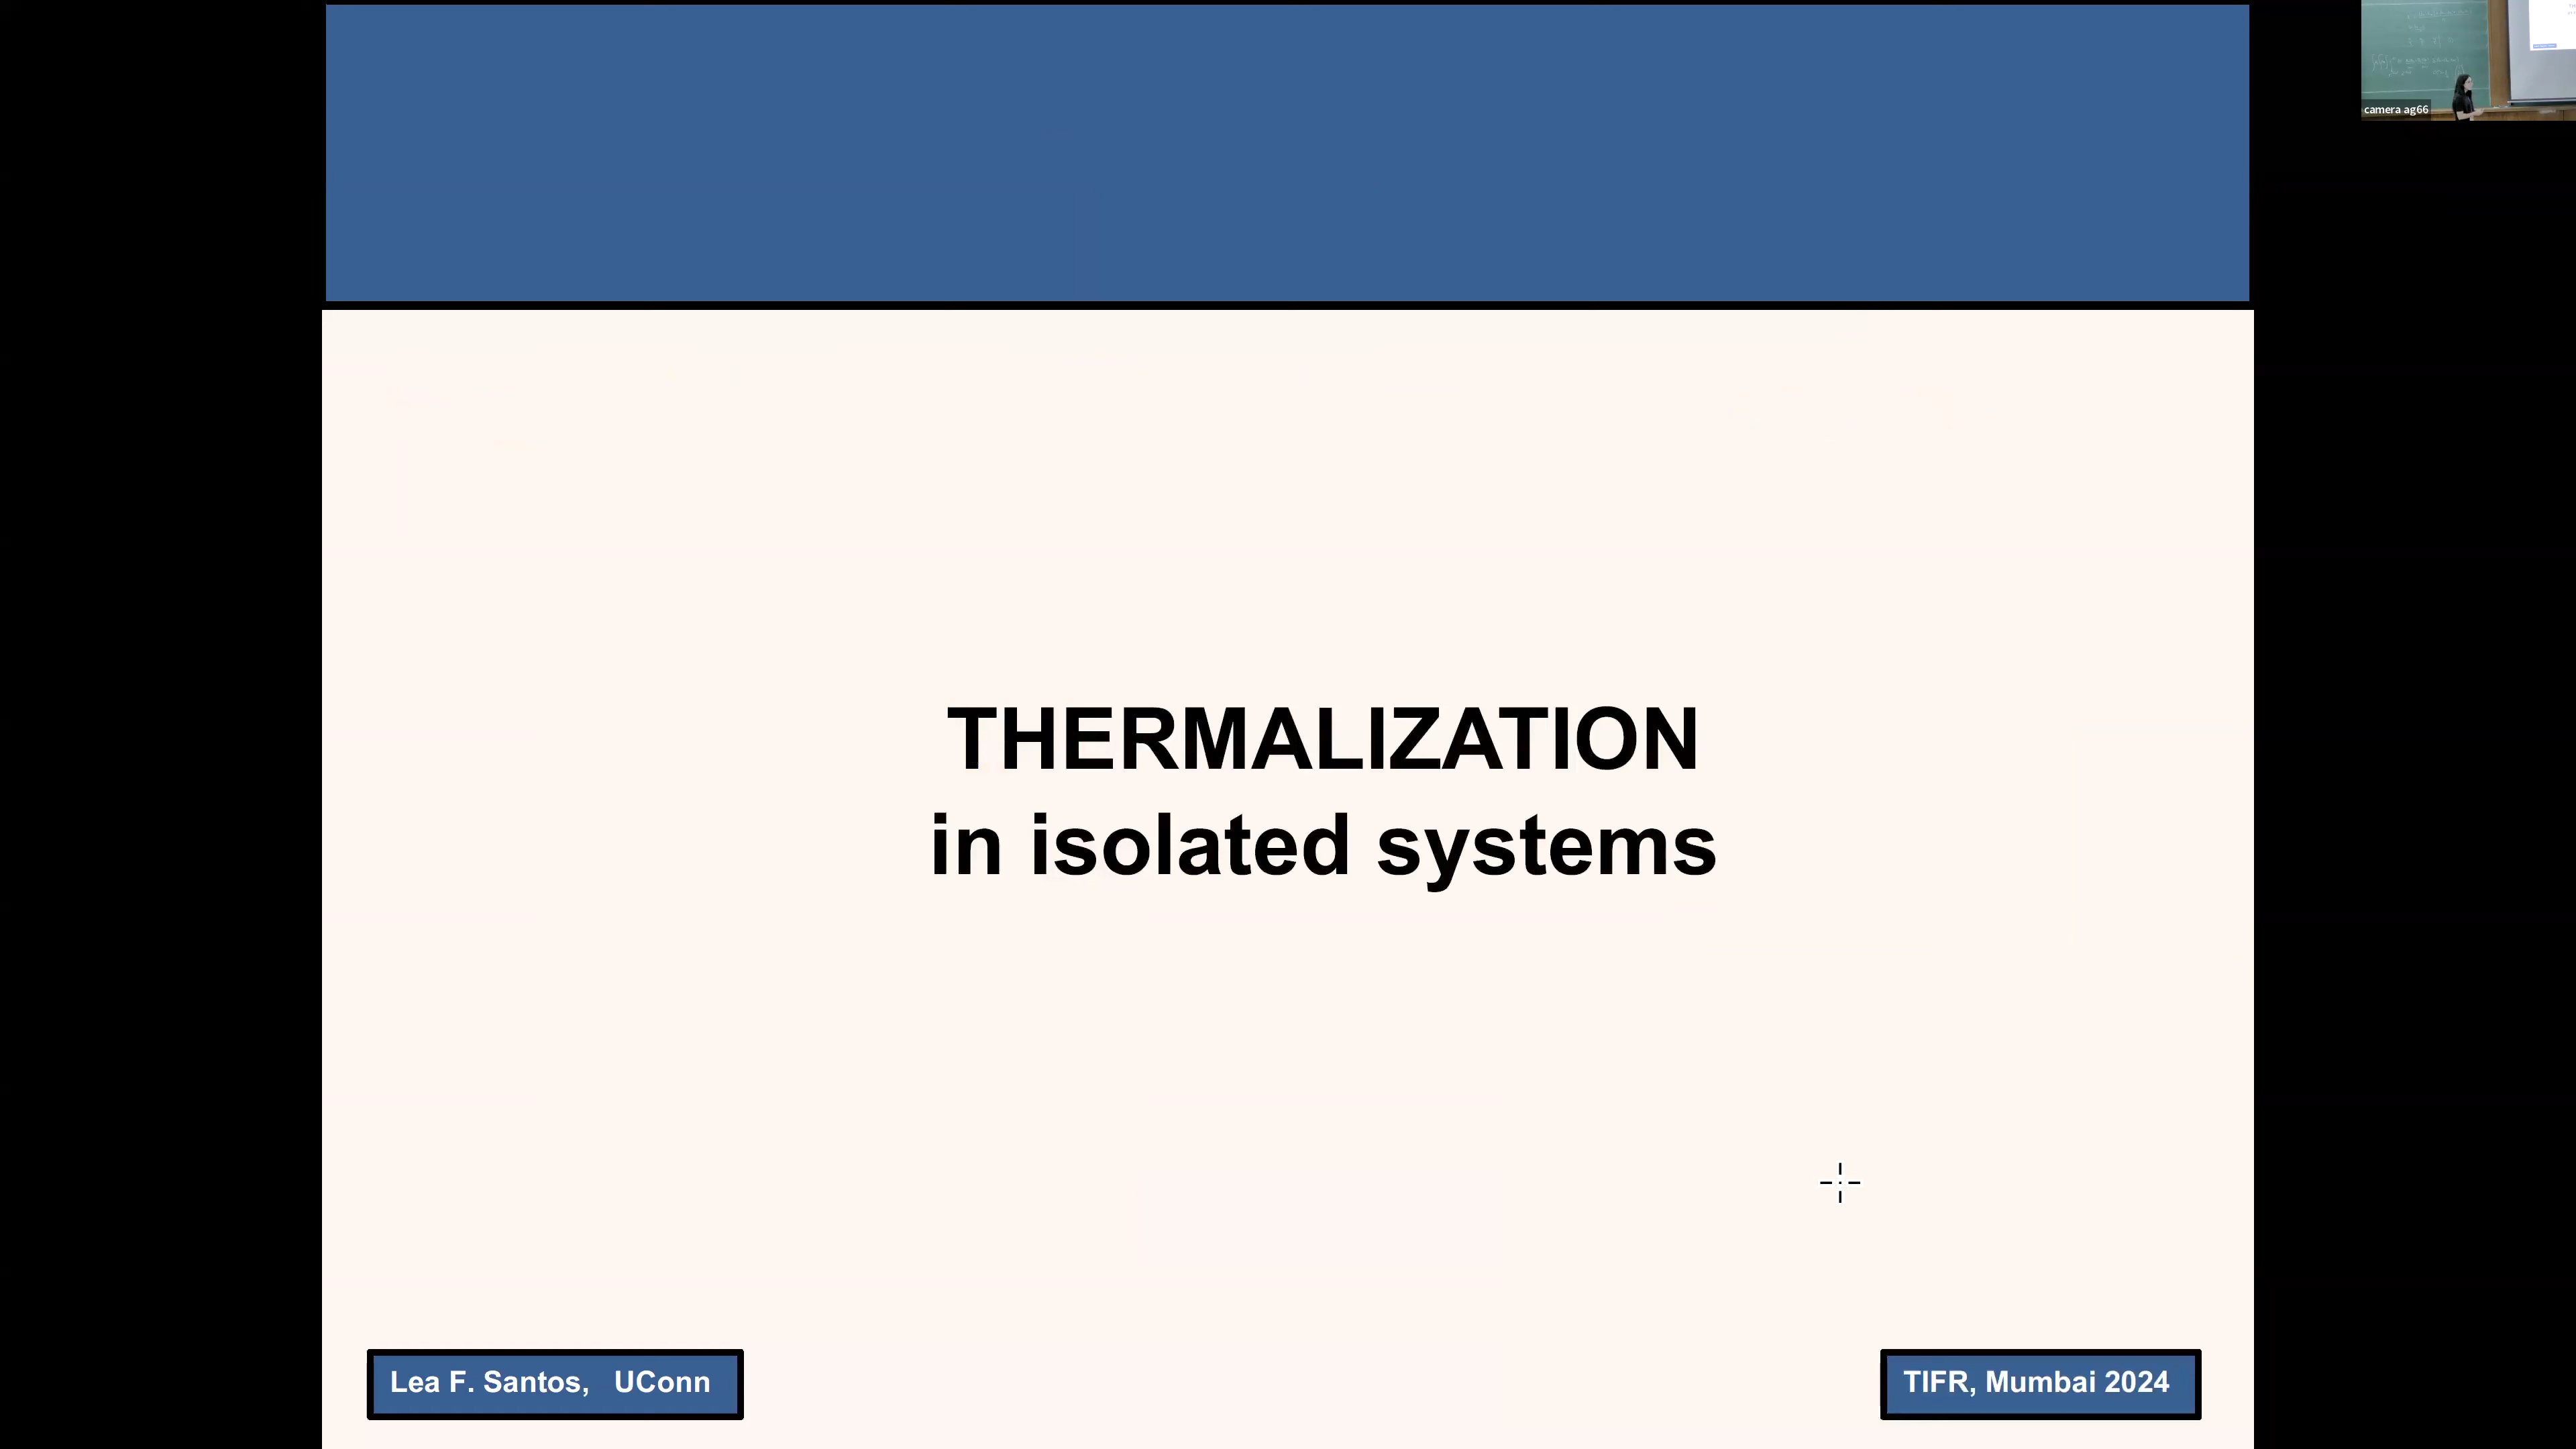 camera ag66
THERMALIZATION
in isolated systems
Lea F. Santos, UConn
TIFR, Mumbai 2024